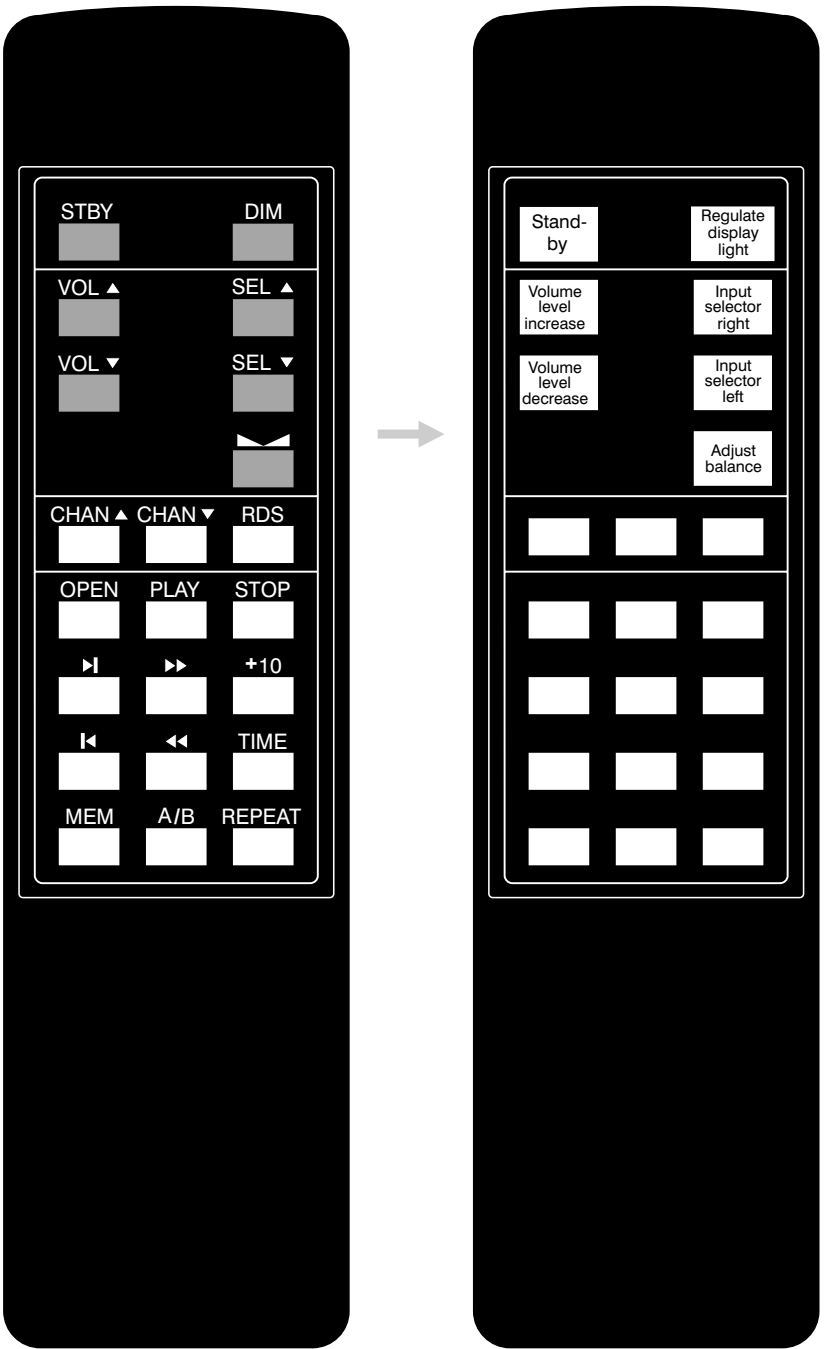 STBY DIM
VOL ▲ SEL ▲
VOL ▼ SEL ▼
CHAN ▲ CHAN ▼ RDS
OPEN PLAY STOP
+10
TIME
MEM A/B REPEAT
Stand-
by
Regulate
display
light
Volume
level
increase
Input
selector
right
Volume
level
decrease
Input
selector
left
Adjust
balance